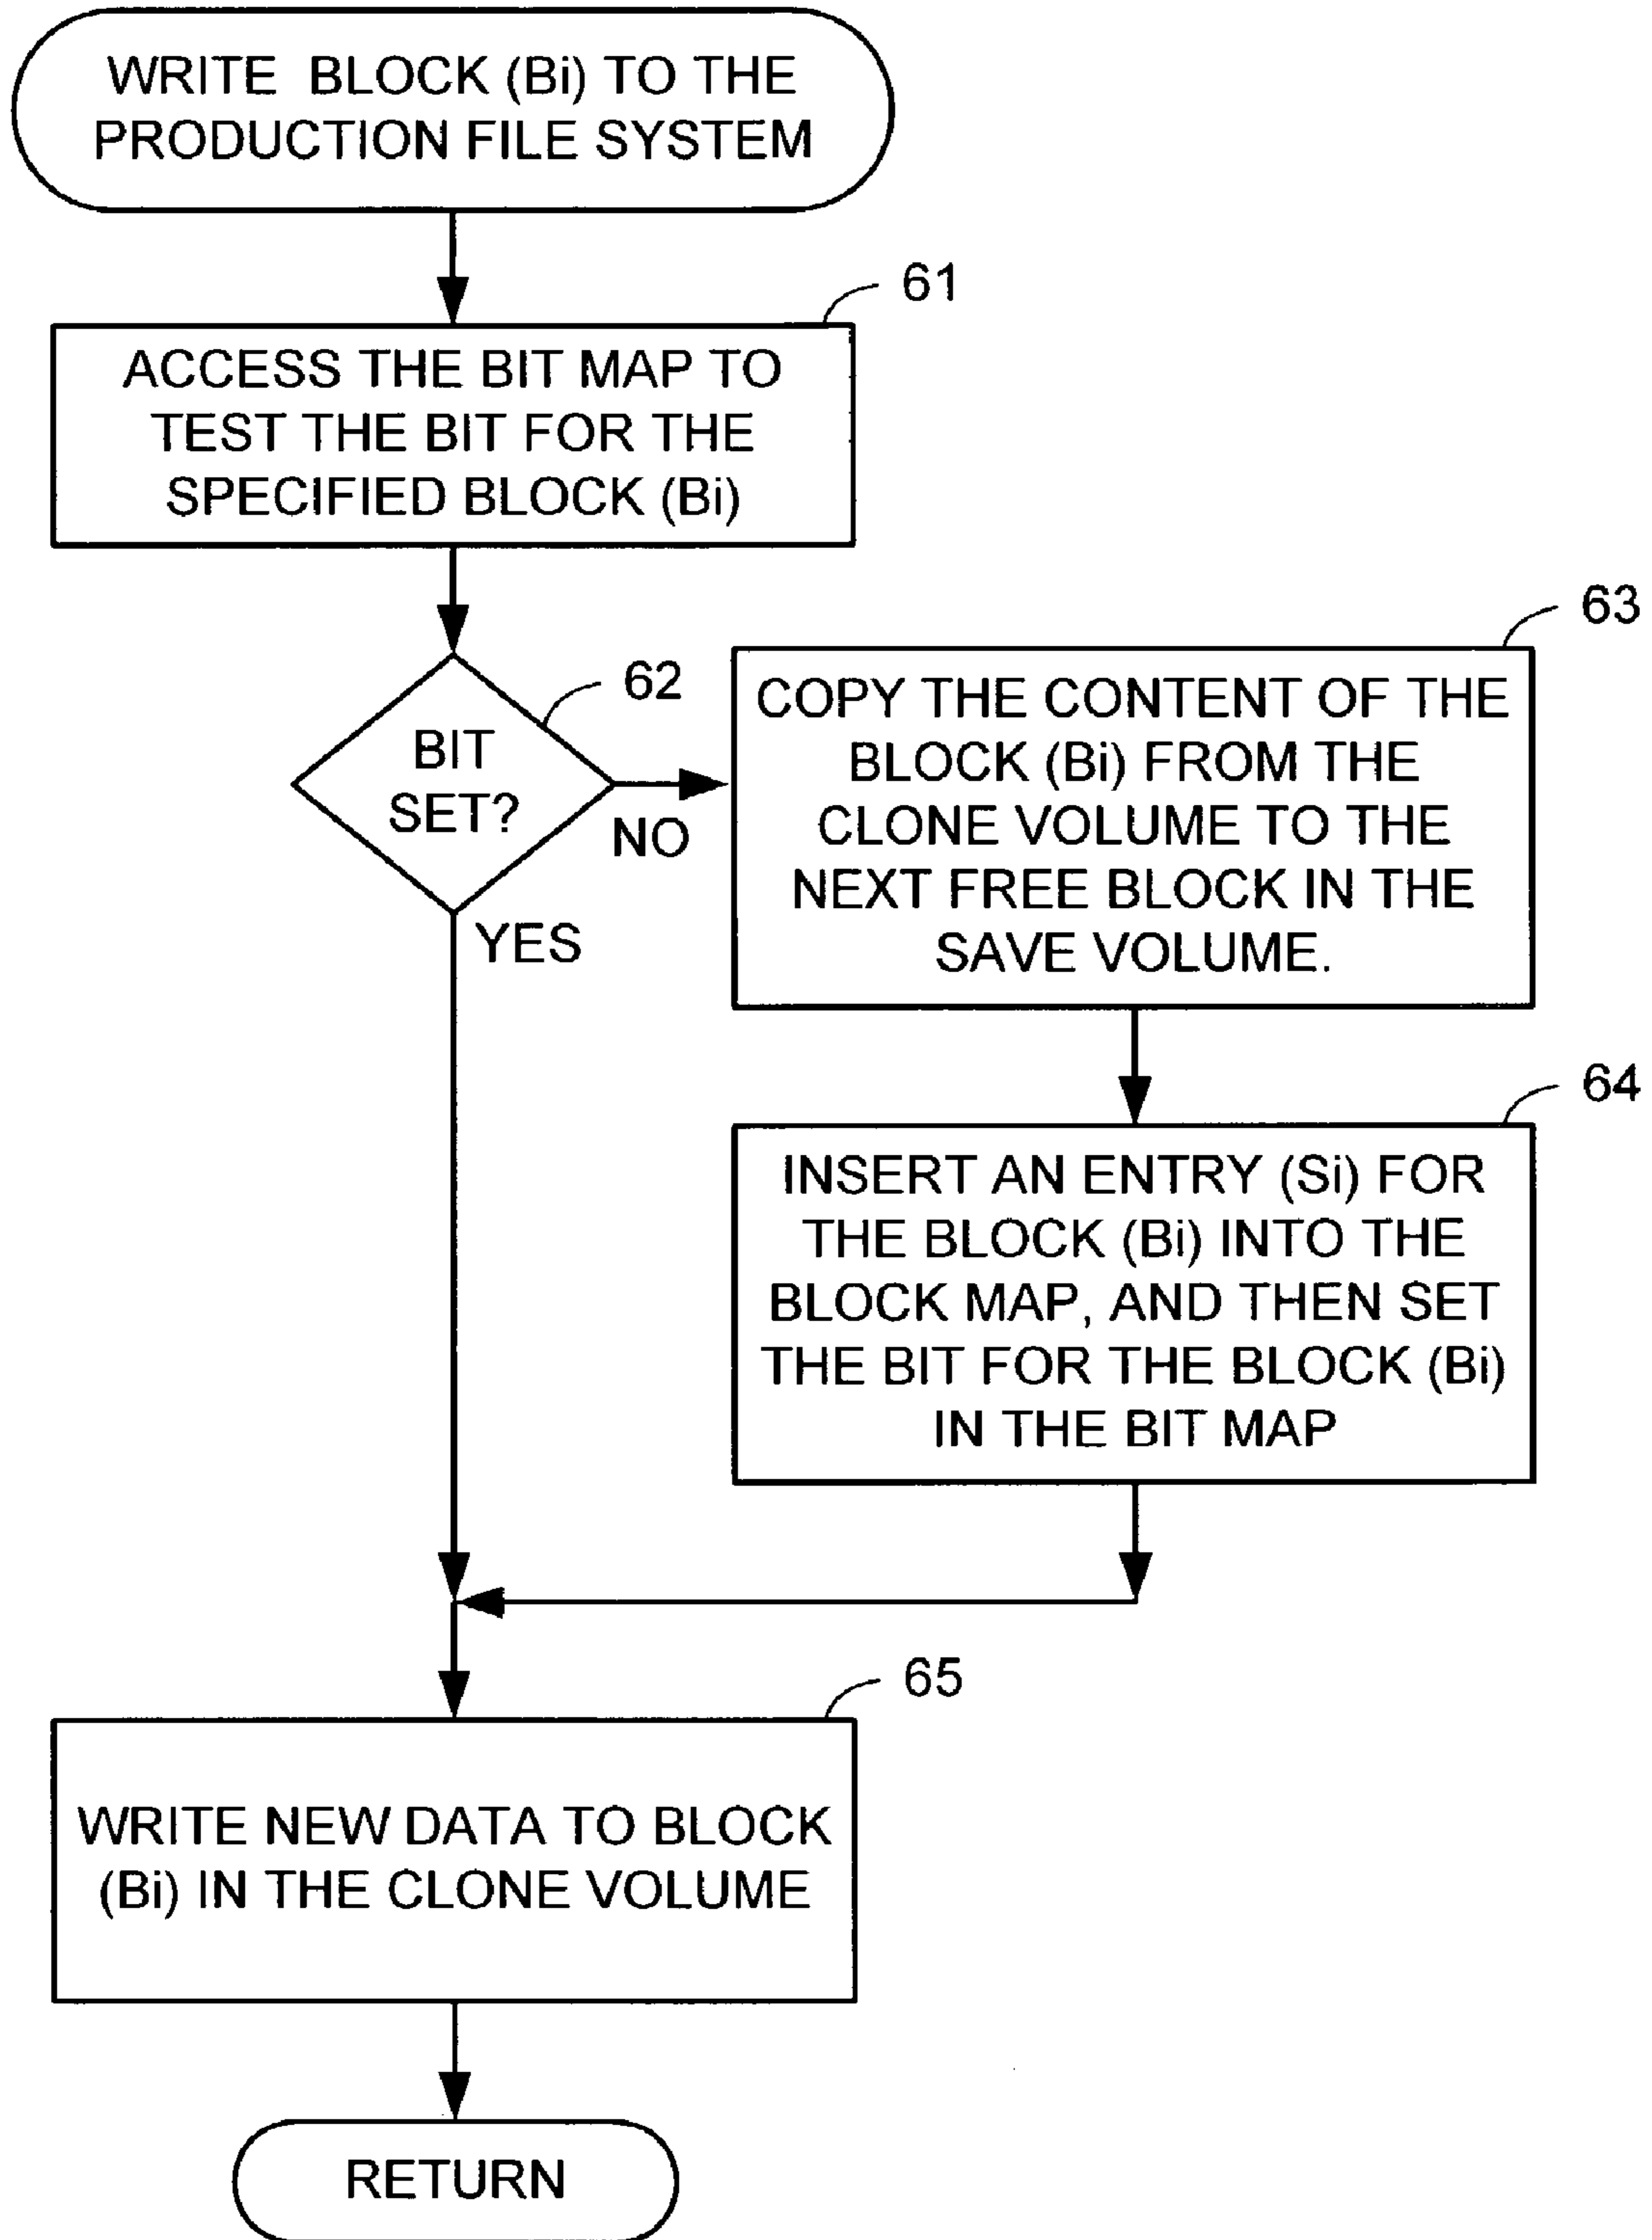 WRITE BLOCK (Bi) TO THE
PRODUCTION FILE SYSTEM
61
ACCESS THE BIT MAP TO
TEST THE BIT FOR THE
SPECIFIED BLOCK (Bi)
62
BIT
SET?
NO
YES
63
COPY THE CONTENT OF THE
BLOCK (Bi) FROM THE
CLONE VOLUME TO THE
NEXT FREE BLOCK IN THE
SAVE VOLUME.
64
INSERT AN ENTRY (Si) FOR
THE BLOCK (Bi) INTO THE
BLOCK MAP, AND THEN SET
THE BIT FOR THE BLOCK (Bi)
IN THE BIT MAP
65
WRITE NEW DATA TO BLOCK
(Bi) IN THE CLONE VOLUME
RETURN